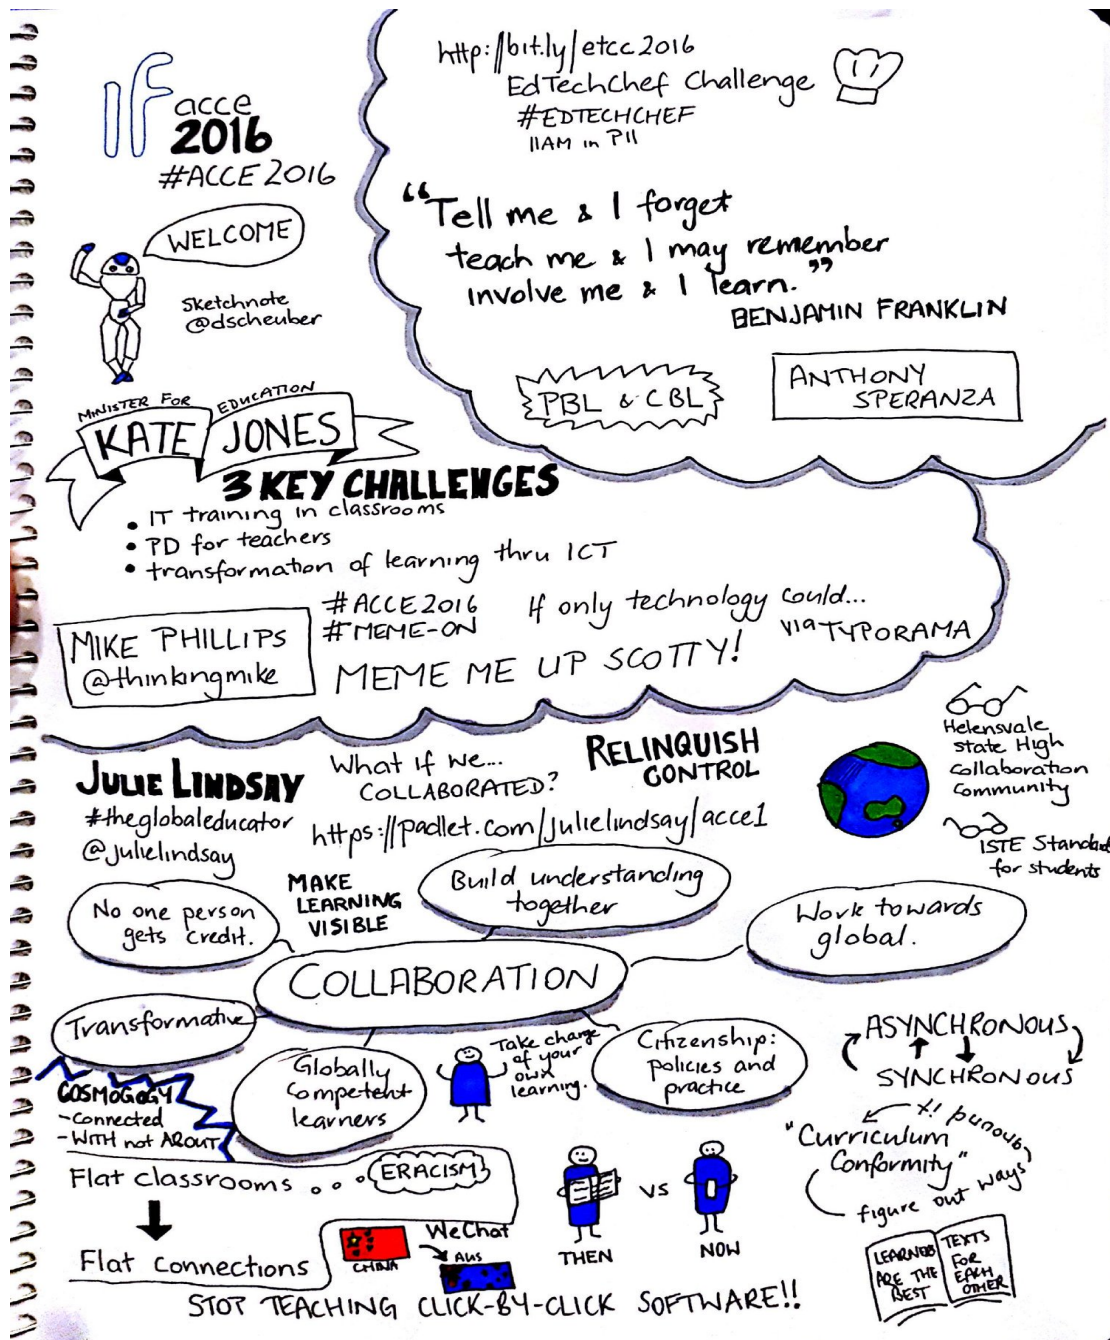 IF acce
2016
#ACCE2016
WELCOME
Sketchnote
@dscheuber
http://bit.ly/etcc2016
EdTechChef Challenge
#EDTECHCHEF
11AM in P11
“Tell me & I forget
teach me & I may remember
involve me & I learn.”
BENJAMIN FRANKLIN
PBL & CBL
ANTHONY
SPERANZA
MINISTER FOR EDUCATION
KATE JONES
3 KEY CHALLENGES
• IT training in classrooms
• PD for teachers
• transformation of learning thru ICT
MIKE PHILLIPS
@thinkingmike
#ACCE2016
#MEME-ON
If only technology could...
via TYPORAMA
MEME ME UP SCOTTY!
JULIE LINDSAY
#theglobaleducator
@julielindsay
What if we...
COLLABORATED?
RELINQUISH
CONTROL
https://padlet.com/julielindsay/acce1
Helensvale
State High
Collaboration
Community
ISTE Standards
for students
MAKE
LEARNING
VISIBLE
No one person
gets credit.
Build understanding
together
Work towards
global.
COLLABORATION
Transformative
Globally
Competent
learners
Take charge
of your
own
learning.
Citizenship:
policies and
practice
ASYNCHRONOUS
SYNCHRONOUS
COSMOGOGY
- Connected
- WITH not ABOUT
"Curriculum
Conformity"
figure out ways
around it
Flat classrooms
ERACISM
Flat connections
WeChat
CHINA
AUS
THEN
VS
NOW
LEARNERS
ARE THE
BEST
TEXTS
FOR
EACH
OTHER
STOP TEACHING CLICK-BY-CLICK SOFTWARE!!